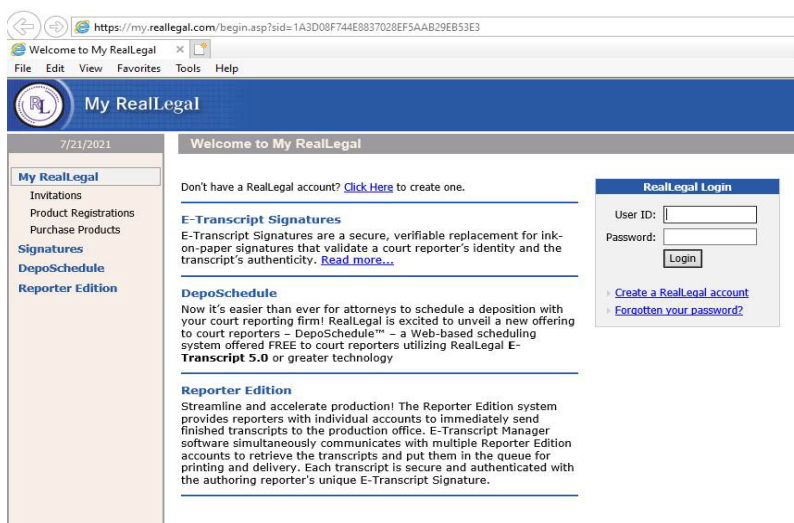 https://my.reallegal.com/begin.asp?sid=1A3D08F744E8837028EF5AAB29EB53E3
Welcome to My RealLegal
File Edit View Favorites Tools Help
RL My RealLegal
7/21/2021
Welcome to My RealLegal
My RealLegal
Invitations
Product Registrations
Purchase Products
Signatures
DepoSchedule
Reporter Edition
Don't have a RealLegal account? Click Here to create one.
E-Transcript Signatures
E-Transcript Signatures are a secure, verifiable replacement for ink-
on-paper signatures that validate a court reporter's identity and the
transcript's authenticity. Read more...
DepoSchedule
Now it's easier than ever for attorneys to schedule a deposition with
your court reporting firm! RealLegal is excited to unveil a new offering
to court reporters – DepoSchedule™ – a Web-based scheduling
system offered FREE to court reporters utilizing RealLegal E-
Transcript 5.0 or greater technology
Reporter Edition
Streamline and accelerate production! The Reporter Edition system
provides reporters with individual accounts to immediately send
finished transcripts to the production office. E-Transcript Manager
software simultaneously communicates with multiple Reporter Edition
accounts to retrieve the transcripts and put them in the queue for
printing and delivery. Each transcript is secure and authenticated with
the authoring reporter's unique E-Transcript Signature.
RealLegal Login
User ID:
Password:
Login
Create a RealLegal account
Forgotten your password?